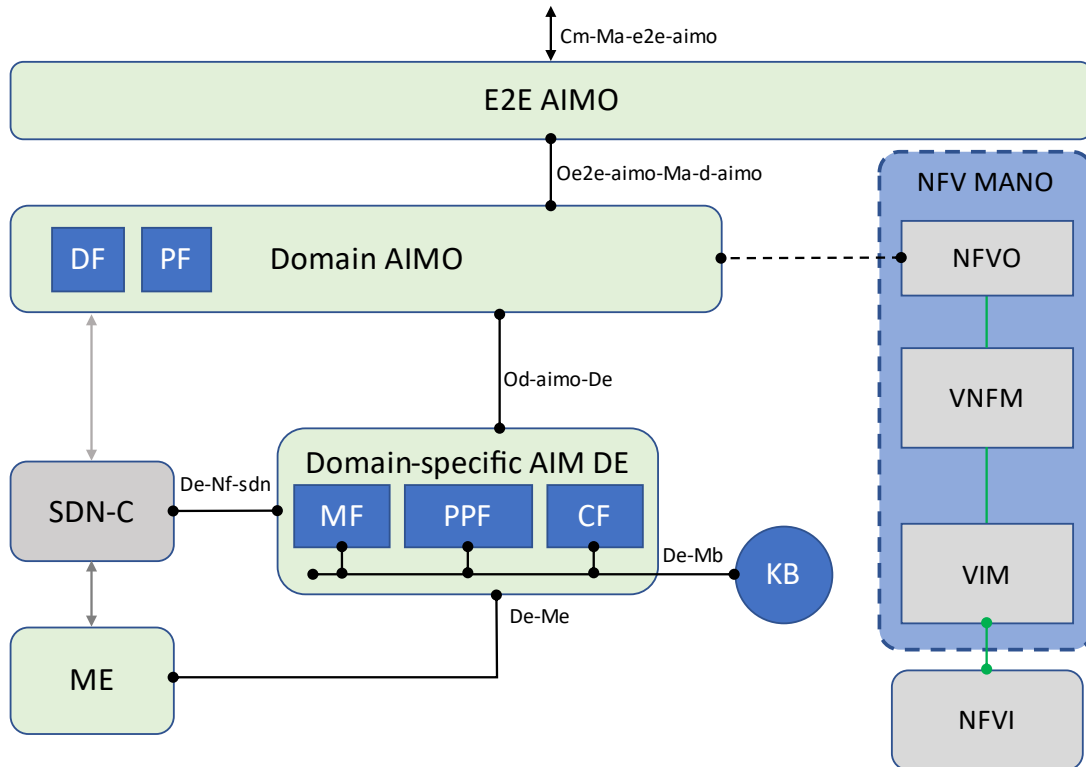 Cm-Ma-e2e-aimo
E2E AIMO
Oe2e-aimo-Ma-d-aimo
NFV MANO
DF
PF
Domain AIMO
NFVO
Od-aimo-De
VNFM
Domain-specific AIM DE
De-Nf-sdn
SDN-C
MF
PPF
CF
De-Mb
KB
VIM
De-Me
ME
NFVI